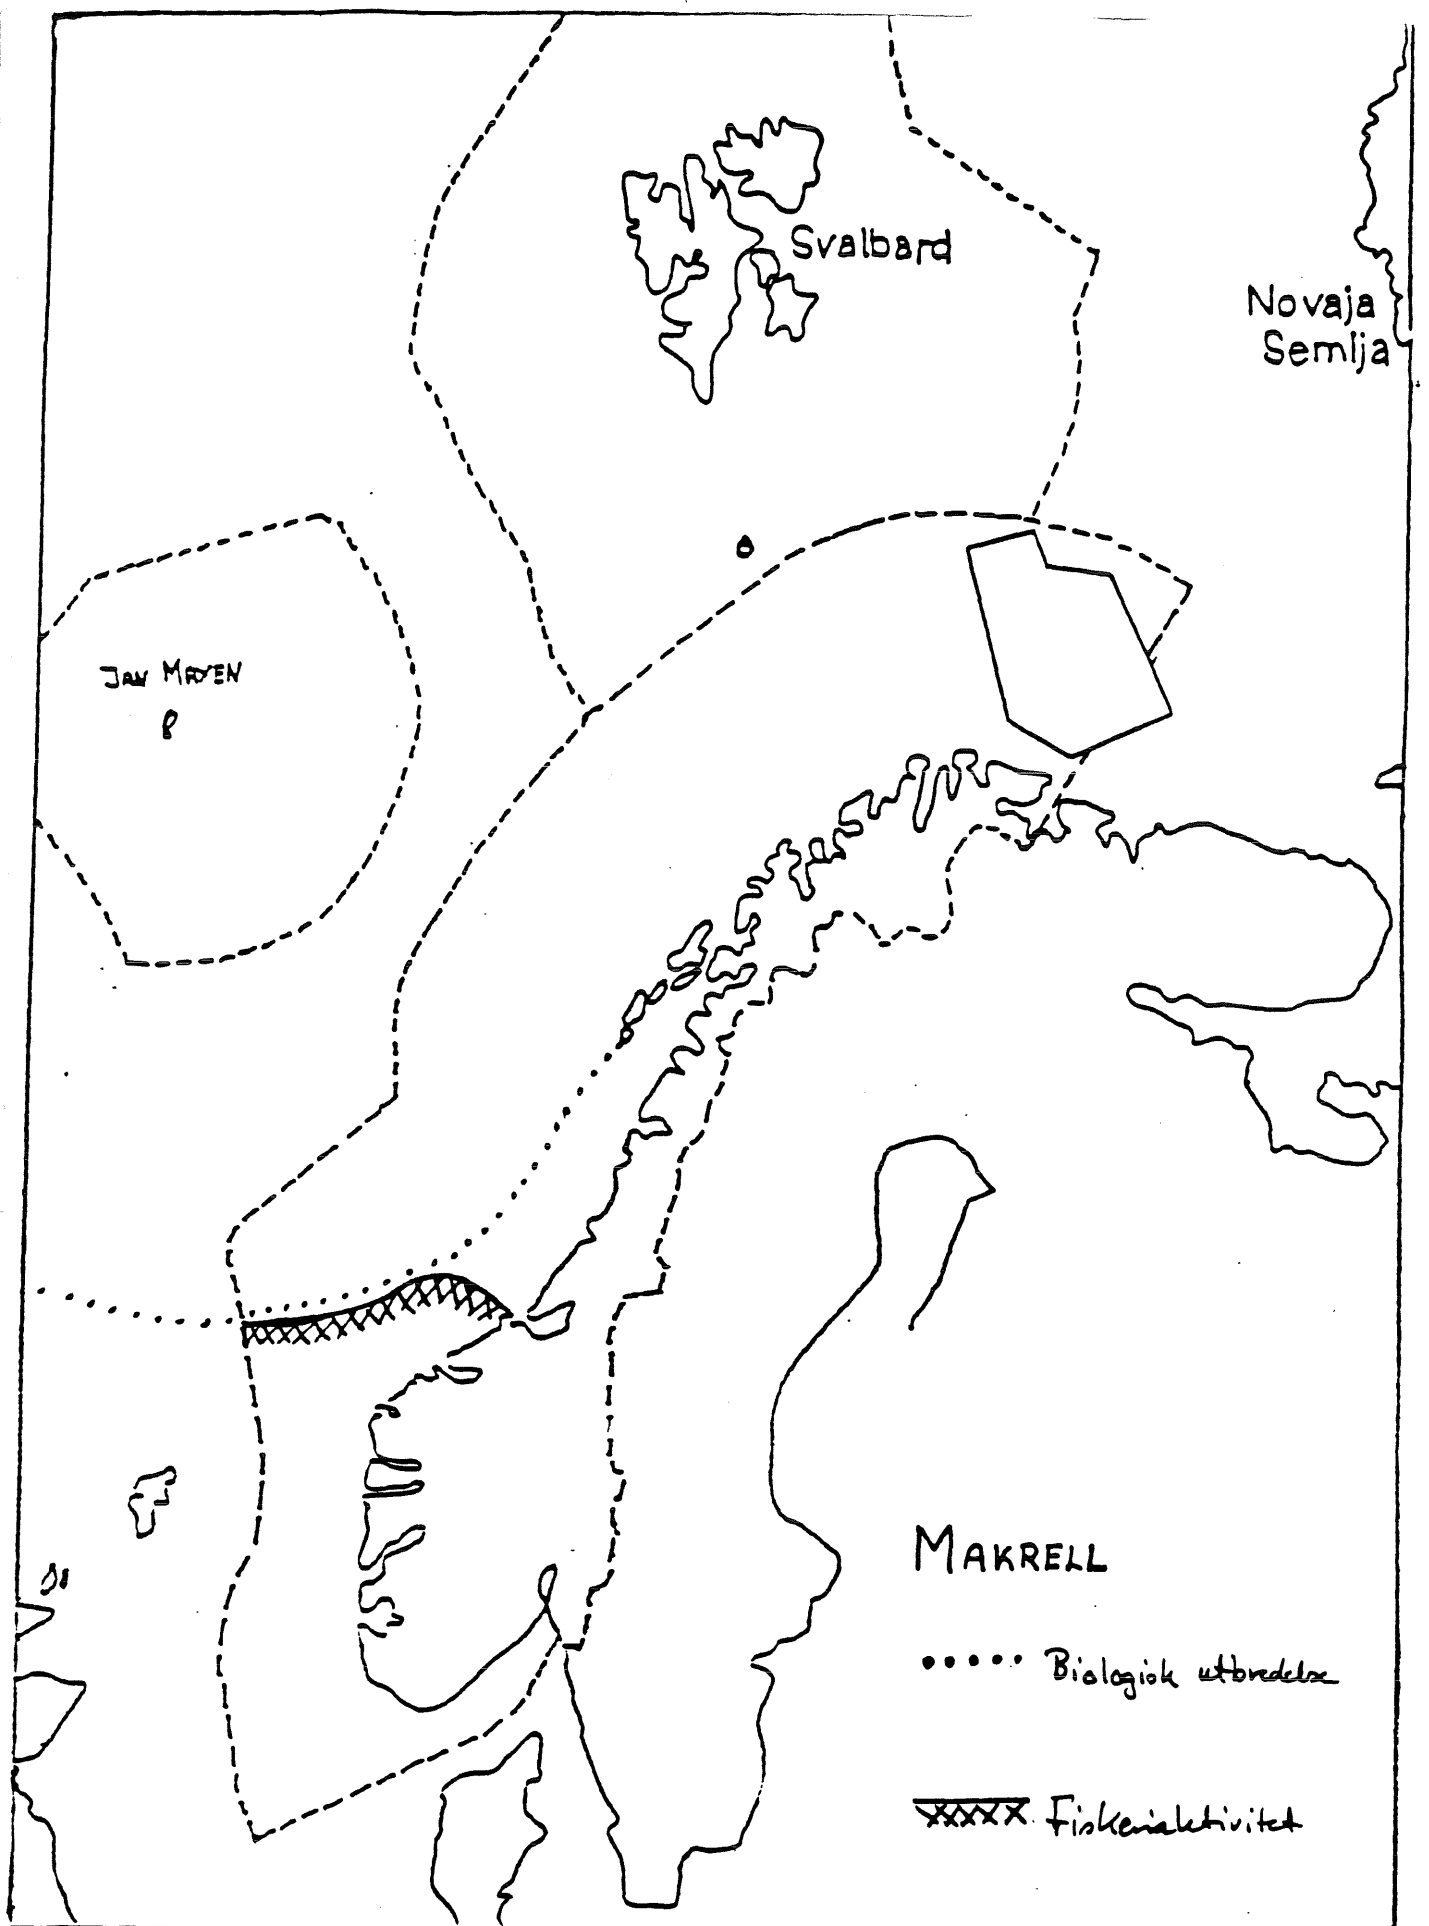 Svalbard
Novaja
Semlja
JAN MAYEN
MAKRELL
Biologisk utbredelse
Fiskeriaktivitet